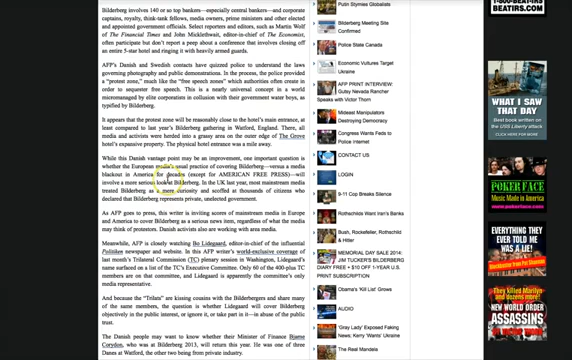 Bilderberg involves 140 or so top bankers—especially central bankers—and corporate
captains, royalty, think-tank fellows, media owners, prime ministers and other elected
and appointed government officials. Select reporters and editors, such as Martin Wolf
of The Financial Times and John Micklethwait, editor-in-chief of The Economist,
often participate but don't report a peep about a conference that involves closing off
an entire 5-star hotel and ringing it with heavily armed guards.
AFP's Danish and Swedish contacts have quizzed police to understand the laws
governing photography and public demonstrations. In the process, the police provided
a "protest zone," much like the "free speech zones" which authorities often create in
order to sequester free speech. This is a nearly universal concept in a world
micromanaged by elite corporatism in collusion with their government water boys, as
typified by Bilderberg.
It appears that the protest zone will be reasonably close to the hotel's main entrance, at
least compared to last year's Bilderberg gathering in Watford, England. There, all
media and activists were herded into a grassy area on the outer edge of The Grove
hotel's expansive property. The physical hotel entrance was a mile away.
While this Danish vantage point may be an improvement, one important question is
whether the European media's usual practice of covering Bilderberg—versus a media
blackout in America for decades (except for AMERICAN FREE PRESS)—will
involve a more serious look at Bilderberg. In the UK last year, most mainstream media
treated Bilderberg as a mere curiosity and scoffed at thousands of citizens who
declared that Bilderberg represents private, unelected government.
As AFP goes to press, this writer is inviting scores of mainstream media in Europe
and America to cover Bilderberg as a serious news item, regardless of what the media
may think of protesters. Danish activists also are working with area media.
Meanwhile, AFP is closely watching Bo Lidegaard, editor-in-chief of the influential
Politiken newspaper and website. In this AFP writer's world-exclusive coverage of
last month's Trilateral Commission (TC) plenary session in Washington, Lidegaard's
name surfaced on a list of the TC's Executive Committee. Only 60 of the 400-plus TC
members are on that committee, and Lidegaard is apparently the committee's only
media representative.
And because the "Trilats" are kissing cousins with the Bilderbergers and share many
of the same members, the question is whether Lidegaard will cover Bilderberg
objectively in the public interest, or ignore it, or take part in it—in abuse of the public
trust.
The Danish people may want to know whether their Minister of Finance Bjarne
Corydon, who was at Bilderberg 2013, will return this year. He was one of three
Danes at Watford, the other two being from private industry.
Putin Stymies Globalists
Bilderberg Meeting Site
Confirmed
Police State Canada
Economic Vultures Target
Ukraine
AFP PRINT INTERVIEW:
Gutsy Nevada Rancher
Speaks with Victor Thorn
Mideast Manipulators
Destroying Democracy
Congress Wants Feds to
Protect Christians
CONTACT US
LOGIN
9-11 Cop Breaks Silence
Rothschilds Want Iran's Banks
Bush, Rockefeller, Rothschild
& Hitler
MEMORIAL DAY SALE 2014:
JIM TUCKER'S BILDERBERG
DIARY FREE + $10 OFF 1-YEAR U.S.
PRINT SUBSCRIPTION
Obama's 'Kill List' Grows
AUDIO
'Gray Lady' Exposed Faking
News; Kerry 'Wants' Ukraine
The Real Mandela
1-800-BEAT-IRS
BEATIRS.COM
WHAT I SAW
THAT DAY
Best book written on
the USS Liberty ATTACK
POKER FACE
Music Made in America
EVERYTHING
THEY EVER
TOLD ME
WAS A LIE!
They Killed Marilyn
and dozens more!
NEW WORLD ORDER
ASSASSINS